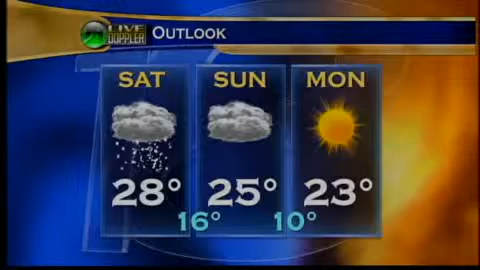 LIVE
DOPPLER
OUTLOOK
SAT SUN MON
28° 25° 23°
16° 10°